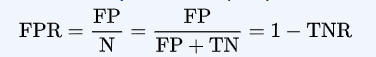 FPR = FP/N = FP/(FP + TN) = 1 − TNR